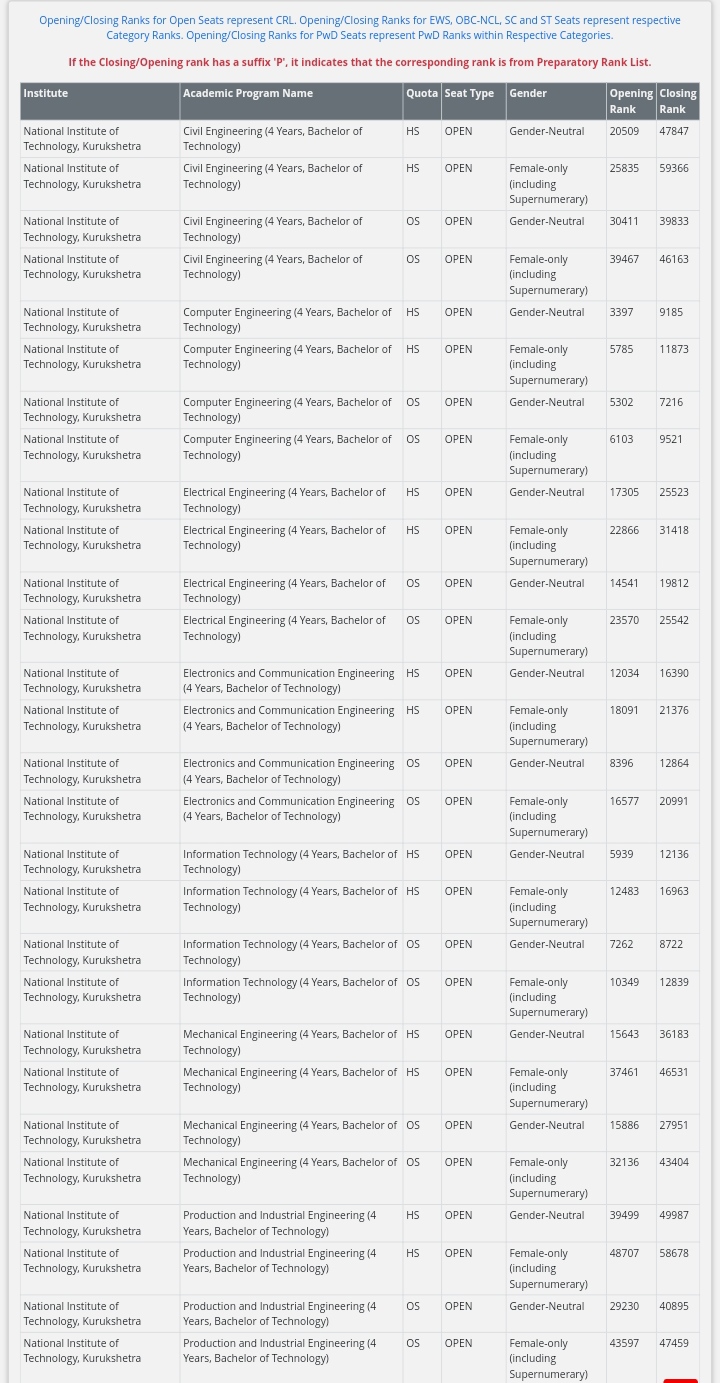 Opening/Closing Ranks for Open Seats represent CRL. Opening/Closing Ranks for EWS, OBC-NCL, SC and ST Seats represent respective
Category Ranks. Opening/Closing Ranks for PwD Seats represent PwD Ranks within Respective Categories.
If the Closing/Opening rank has a suffix 'P', it indicates that the corresponding rank is from Preparatory Rank List.
Institute Academic Program Name Quota Seat Type Gender Opening Closing
Rank Rank
National Institute of Civil Engineering (4 Years, Bachelor of HS OPEN Gender-Neutral 20509 47847
Technology, Kurukshetra Technology)
National Institute of Civil Engineering (4 Years, Bachelor of HS OPEN Female-only 25835 59366
Technology, Kurukshetra Technology) (including
Supernumerary)
National Institute of Civil Engineering (4 Years, Bachelor of OS OPEN Gender-Neutral 30411 39833
Technology, Kurukshetra Technology)
National Institute of Civil Engineering (4 Years, Bachelor of OS OPEN Female-only 39467 46163
Technology, Kurukshetra Technology) (including
Supernumerary)
National Institute of Computer Engineering (4 Years, Bachelor of HS OPEN Gender-Neutral 3397 9185
Technology, Kurukshetra Technology)
National Institute of Computer Engineering (4 Years, Bachelor of HS OPEN Female-only 5785 11873
Technology, Kurukshetra Technology) (including
Supernumerary)
National Institute of Computer Engineering (4 Years, Bachelor of OS OPEN Gender-Neutral 5302 7216
Technology, Kurukshetra Technology)
National Institute of Computer Engineering (4 Years, Bachelor of OS OPEN Female-only 6103 9521
Technology, Kurukshetra Technology) (including
Supernumerary)
National Institute of Electrical Engineering (4 Years, Bachelor of HS OPEN Gender-Neutral 17305 25523
Technology, Kurukshetra Technology)
National Institute of Electrical Engineering (4 Years, Bachelor of HS OPEN Female-only 22866 31418
Technology, Kurukshetra Technology) (including
Supernumerary)
National Institute of Electrical Engineering (4 Years, Bachelor of OS OPEN Gender-Neutral 14541 19812
Technology, Kurukshetra Technology)
National Institute of Electrical Engineering (4 Years, Bachelor of OS OPEN Female-only 23570 25542
Technology, Kurukshetra Technology) (including
Supernumerary)
National Institute of Electronics and Communication Engineering HS OPEN Gender-Neutral 12034 16390
Technology, Kurukshetra (4 Years, Bachelor of Technology)
National Institute of Electronics and Communication Engineering HS OPEN Female-only 18091 21376
Technology, Kurukshetra (4 Years, Bachelor of Technology) (including
Supernumerary)
National Institute of Electronics and Communication Engineering OS OPEN Gender-Neutral 8396 12864
Technology, Kurukshetra (4 Years, Bachelor of Technology)
National Institute of Electronics and Communication Engineering OS OPEN Female-only 16577 20991
Technology, Kurukshetra (4 Years, Bachelor of Technology) (including
Supernumerary)
National Institute of Information Technology (4 Years, Bachelor of HS OPEN Gender-Neutral 5939 12136
Technology, Kurukshetra Technology)
National Institute of Information Technology (4 Years, Bachelor of HS OPEN Female-only 12483 16963
Technology, Kurukshetra Technology) (including
Supernumerary)
National Institute of Information Technology (4 Years, Bachelor of OS OPEN Gender-Neutral 7262 8722
Technology, Kurukshetra Technology)
National Institute of Information Technology (4 Years, Bachelor of OS OPEN Female-only 10349 12839
Technology, Kurukshetra Technology) (including
Supernumerary)
National Institute of Mechanical Engineering (4 Years, Bachelor of HS OPEN Gender-Neutral 15643 36183
Technology, Kurukshetra Technology)
National Institute of Mechanical Engineering (4 Years, Bachelor of HS OPEN Female-only 37461 46531
Technology, Kurukshetra Technology) (including
Supernumerary)
National Institute of Mechanical Engineering (4 Years, Bachelor of OS OPEN Gender-Neutral 15886 27951
Technology, Kurukshetra Technology)
National Institute of Mechanical Engineering (4 Years, Bachelor of OS OPEN Female-only 32136 43404
Technology, Kurukshetra Technology) (including
Supernumerary)
National Institute of Production and Industrial Engineering (4 HS OPEN Gender-Neutral 39499 49987
Technology, Kurukshetra Years, Bachelor of Technology)
National Institute of Production and Industrial Engineering (4 HS OPEN Female-only 48707 58678
Technology, Kurukshetra Years, Bachelor of Technology) (including
Supernumerary)
National Institute of Production and Industrial Engineering (4 OS OPEN Gender-Neutral 29230 40895
Technology, Kurukshetra Years, Bachelor of Technology)
National Institute of Production and Industrial Engineering (4 OS OPEN Female-only 43597 47459
Technology, Kurukshetra Years, Bachelor of Technology) (including
Supernumerary)